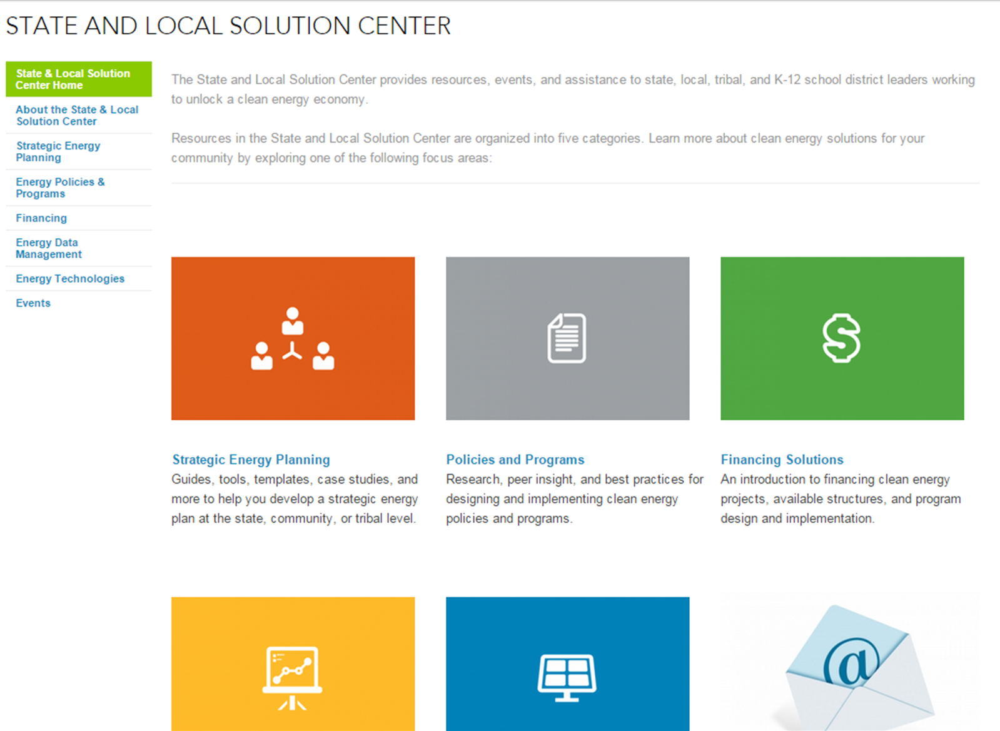 STATE AND LOCAL SOLUTION CENTER
State & Local Solution
Center Home
About the State & Local
Solution Center
Strategic Energy
Planning
Energy Policies &
Programs
Financing
Energy Data
Management
Energy Technologies
Events
The State and Local Solution Center provides resources, events, and assistance to state, local, tribal, and K-12 school district leaders working
to unlock a clean energy economy.
Resources in the State and Local Solution Center are organized into five categories. Learn more about clean energy solutions for your
community by exploring one of the following focus areas:
Strategic Energy Planning
Guides, tools, templates, case studies, and
more to help you develop a strategic energy
plan at the state, community, or tribal level.
Policies and Programs
Research, peer insight, and best practices for
designing and implementing clean energy
policies and programs.
Financing Solutions
An introduction to financing clean energy
projects, available structures, and program
design and implementation.
@